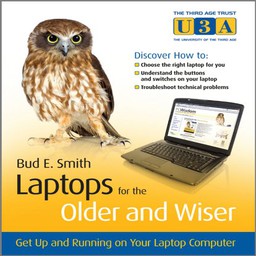 THE THIRD AGE TRUST
U3A
THE UNIVERSITY OF THE THIRD AGE
Discover How to:
Choose the right laptop for you
Understand the buttons
and switches on your laptop
Troubleshoot technical problems
Bud E. Smith
Laptops for the
Older and Wiser
Get Up and Running on Your Laptop Computer